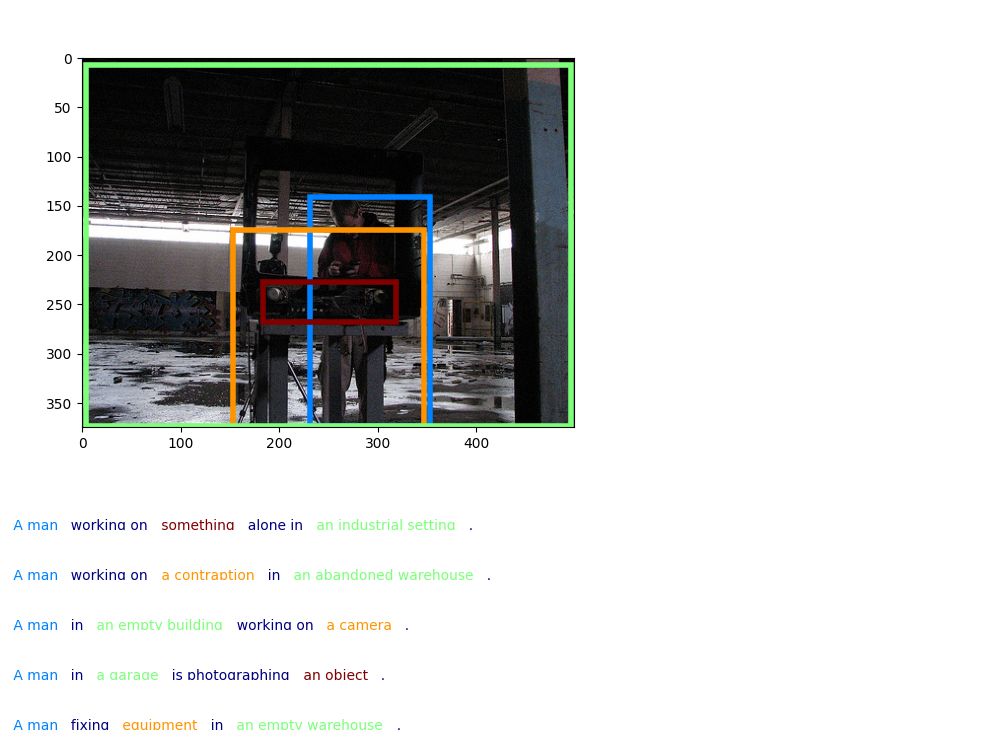 0
50
100
150
200
250
300
350
0 100 200 300 400
A man working on something alone in an industrial setting .
A man working on a contraption in an abandoned warehouse .
A man in an empty building working on a camera .
A man in a garage is photographing an object .
A man fixing equipment in an empty warehouse .